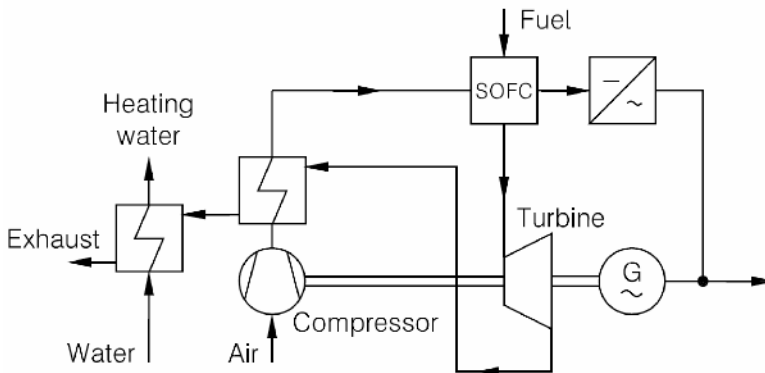 Fuel
SOFC
–
~
Heating
water
Turbine
Exhaust
G
~
Compressor
Water
Air